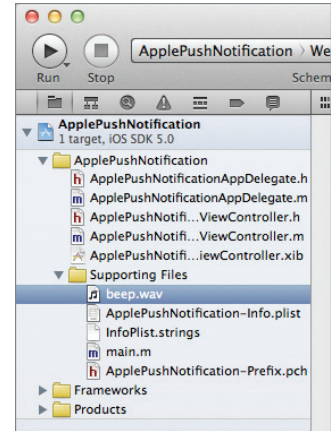 ApplePushNotification
We
Run
Stop
Schem
ApplePushNotification
1 target, iOS SDK 5.0
ApplePushNotification
ApplePushNotificationAppDelegate.h
ApplePushNotificationAppDelegate.m
ApplePushNotifi...ViewController.h
ApplePushNotifi...ViewController.m
ApplePushNotifi...iewController.xib
Supporting Files
beep.wav
ApplePushNotification-Info.plist
InfoPlist.strings
main.m
ApplePushNotification-Prefix.pch
Frameworks
Products